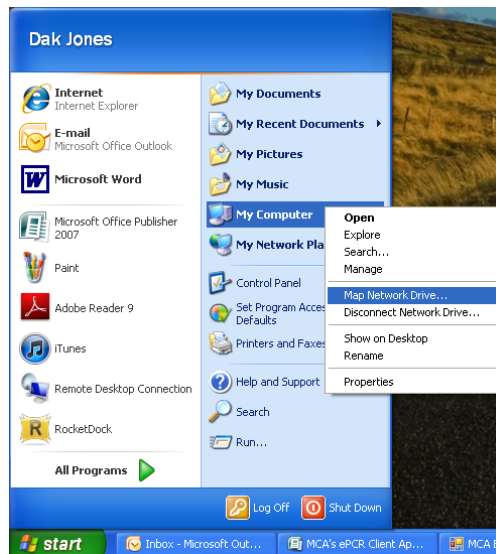 Dak Jones
Internet
Internet Explorer
E-mail
Microsoft Office Outlook
Microsoft Word
Microsoft Office Publisher
2007
Paint
Adobe Reader 9
iTunes
Remote Desktop Connection
RocketDock
All Programs
My Documents
My Recent Documents
My Pictures
My Music
My Computer
My Network Pla
Control Panel
Set Program Acces
Defaults
Printers and Faxes
Help and Support
Search
Run...
Open
Explore
Search...
Manage
Map Network Drive...
Disconnect Network Drive...
Show on Desktop
Rename
Properties
Log Off
Shut Down
start
Inbox - Microsoft Out...
MCA's ePCR Client Ap...
MCA E